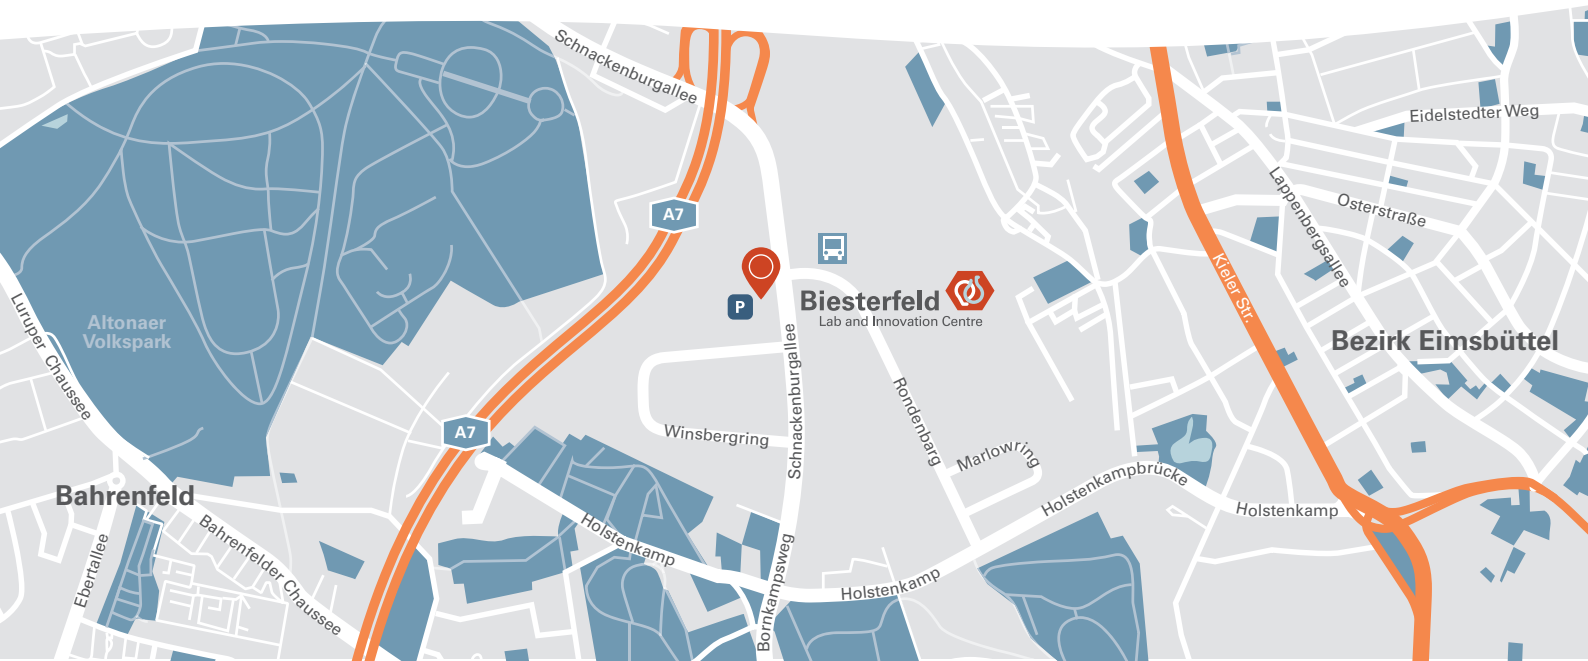 Schnackenburgallee
Eidelstedter Weg
A7
Lappenbergsallee
Osterstraße
Kieler Str.
P
Biesterfeld
Lab and Innovation Centre
Altonaer
Volkspark
Luruper Chaussee
Schnackenburgallee
Bezirk Eimsbüttel
Rondenbarg
A7
Winsbergring
Marlowring
Bahrenfeld
Holstenkampbrücke
Holstenkamp
Holstenkamp
Bahrenfelder Chaussee
Ebertallee
Holstenkamp
Bornkampsweg